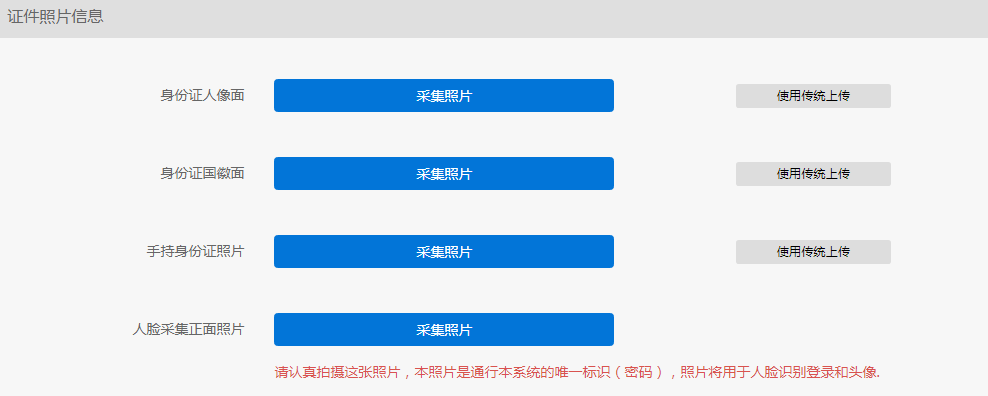 证件照片信息
身份证人像面 采集照片 使用传统上传
身份证国徽面 采集照片 使用传统上传
手持身份证照片 采集照片 使用传统上传
人脸采集正面照片 采集照片
请认真拍摄这张照片，本照片是通行本系统的唯一标识（密码），照片将用于人脸识别登录和头像.